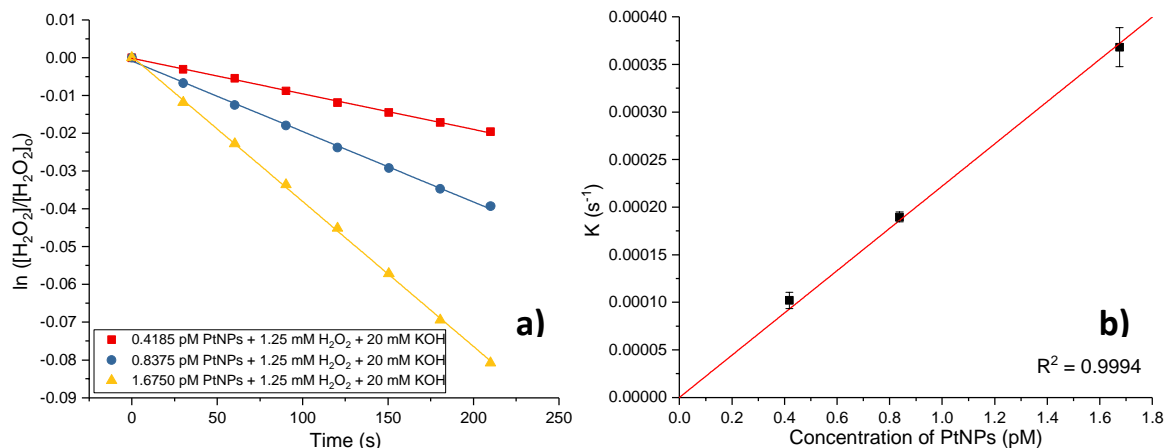 0.01
0.00
-0.01
-0.02
-0.03
-0.04
-0.05
-0.06
-0.07
-0.08
-0.09
ln ([H₂O₂]/[H₂O₂]ₒ)
0.4185 pM PtNPs + 1.25 mM H₂O₂ + 20 mM KOH
0.8375 pM PtNPs + 1.25 mM H₂O₂ + 20 mM KOH
1.6750 pM PtNPs + 1.25 mM H₂O₂ + 20 mM KOH
a)
-50 0 50 100 150 200 250
Time (s)
0.00040
0.00035
0.00030
0.00025
0.00020
0.00015
0.00010
0.00005
0.00000
K (s⁻¹)
b)
R² = 0.9994
0.0 0.2 0.4 0.6 0.8 1.0 1.2 1.4 1.6 1.8
Concentration of PtNPs (pM)